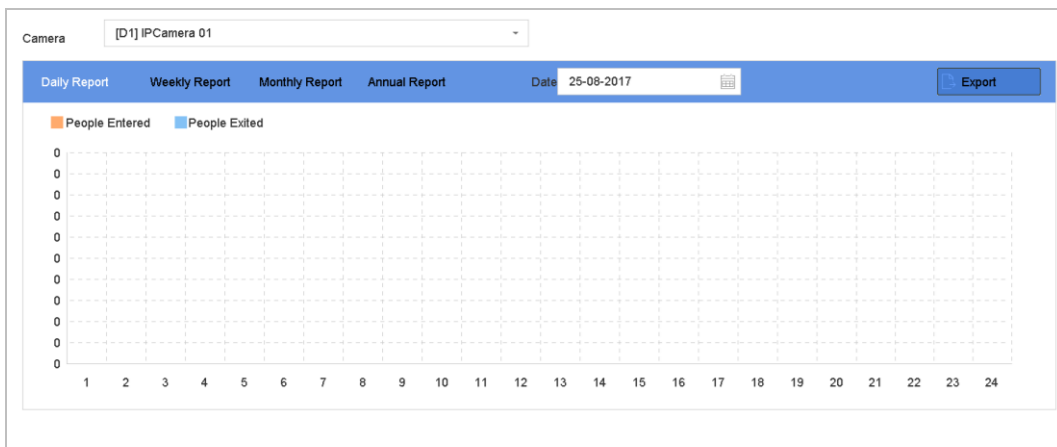 Camera [D1] IPCamera 01
Daily Report Weekly Report Monthly Report Annual Report Date 25-08-2017 Export
People Entered People Exited
0
0
0
0
0
0
0
0
0
0
0
1 2 3 4 5 6 7 8 9 10 11 12 13 14 15 16 17 18 19 20 21 22 23 24